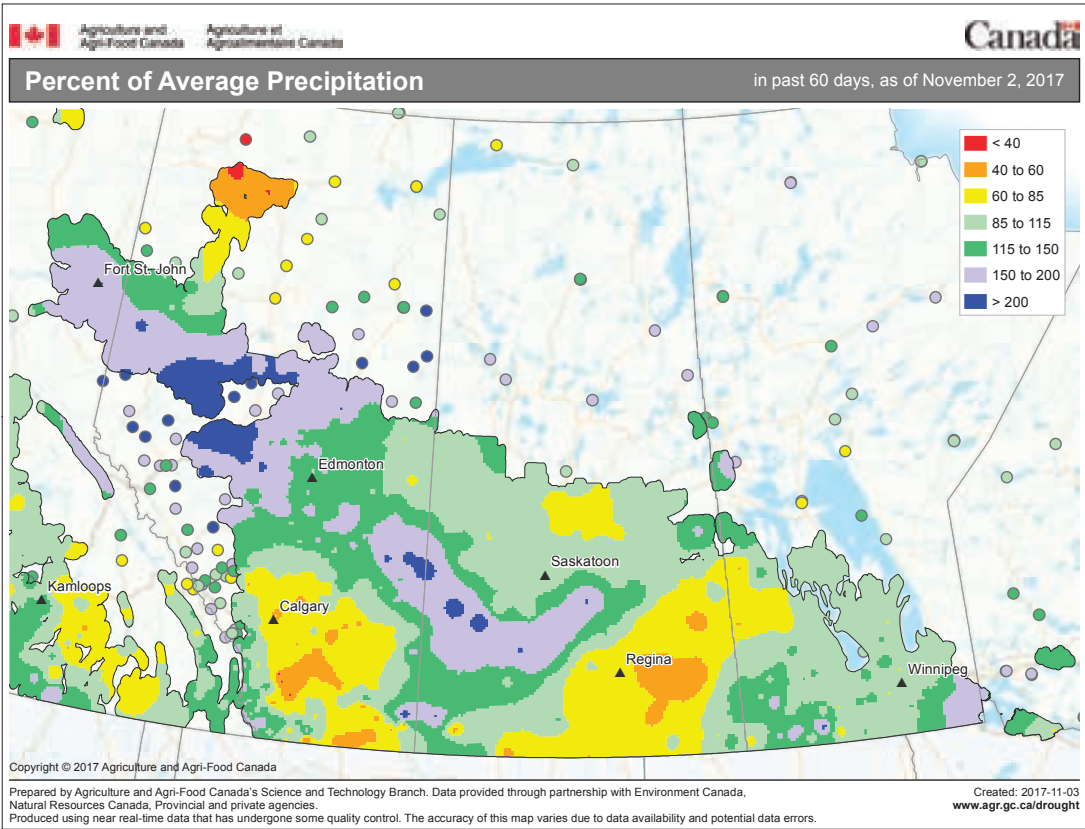 Agriculture and Agriculture et
Agri-Food Canada Agroalimentaire Canada
Canada
Percent of Average Precipitation
in past 60 days, as of November 2, 2017
< 40
40 to 60
60 to 85
85 to 115
115 to 150
150 to 200
> 200
Fort St. John
Edmonton
Saskatoon
Kamloops
Calgary
Regina
Winnipeg
Copyright © 2017 Agriculture and Agri-Food Canada
Prepared by Agriculture and Agri-Food Canada's Science and Technology Branch. Data provided through partnership with Environment Canada,
Natural Resources Canada, Provincial and private agencies.
Produced using near real-time data that has undergone some quality control. The accuracy of this map varies due to data availability and potential data errors.
Created: 2017-11-03
www.agr.gc.ca/drought